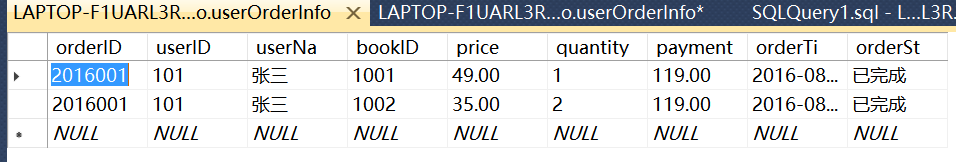 LAPTOP-F1UARL3R...o.userOrderInfo LAPTOP-F1UARL3R...o.userOrderInfo* SQLQuery1.sql - L...L3R
orderID userID userNa bookID price quantity payment orderTi orderSt
2016001 101 张三 1001 49.00 1 119.00 2016-08... 已完成
2016001 101 张三 1002 35.00 2 119.00 2016-08... 已完成
NULL NULL NULL NULL NULL NULL NULL NULL NULL